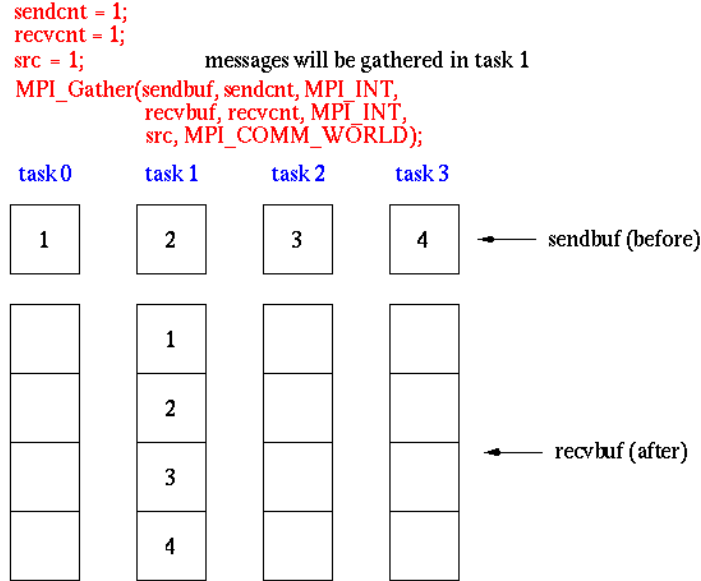 sendcnt = 1;
recvcnt = 1;
src = 1; messages will be gathered in task 1
MPI_Gather(sendbuf, sendcnt, MPI_INT,
recvbuf, recvcnt, MPI_INT,
src, MPI_COMM_WORLD);
task 0 task 1 task 2 task 3
1 2 3 4 sendbuf (before)
1
2
recvbuf (after)
3
4